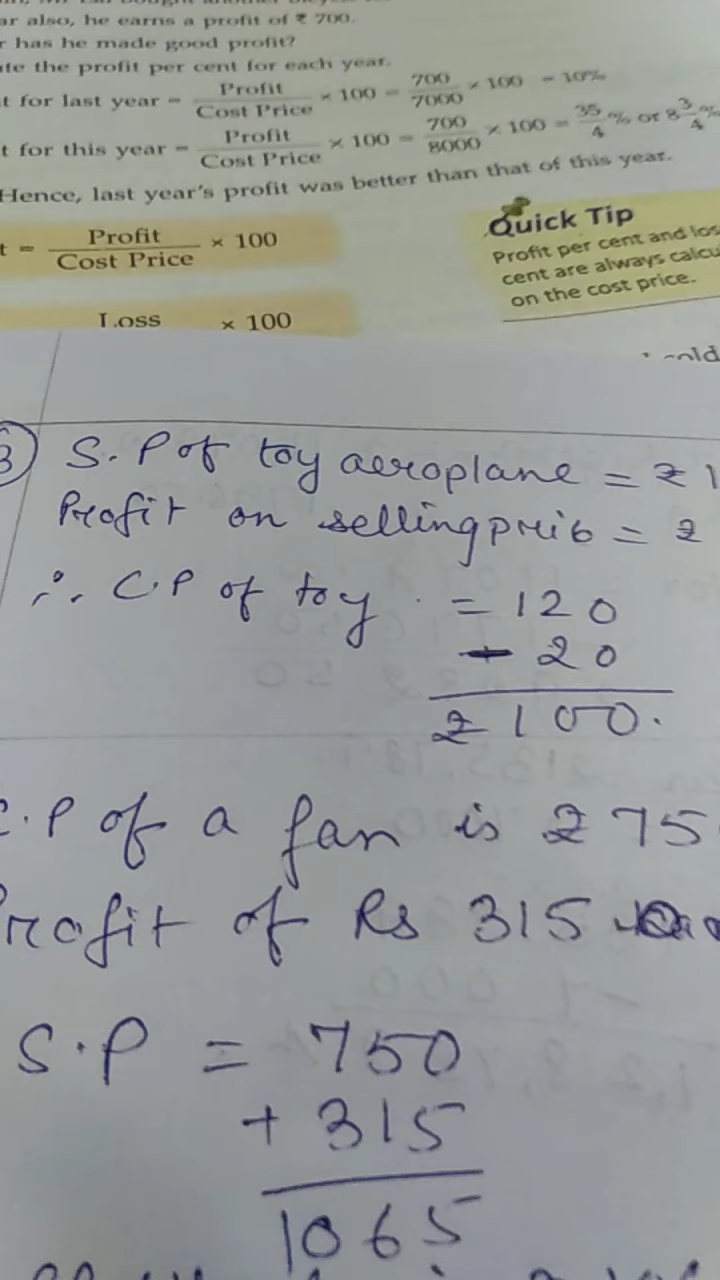 ar also, he earns a profit of ₹ 700.
r has he made good profit?
te the profit per cent for each year.
t for last year = Profit / Cost Price × 100 = 700 / 7000 × 100 = 10%
t for this year = Profit / Cost Price × 100 = 700 / 8000 × 100 = 35/4 % or 8 3/4 %
Hence, last year's profit was better than that of this year.
t = Profit / Cost Price × 100
Loss × 100
Quick Tip
Profit per cent and los
cent are always calcu
on the cost price.
old
3 S.P of toy aeroplane = ₹ 1
Profit on selling = ₹
∴ C.P of toy = 120
- 20
₹ 100.
C.P of a fan is ₹ 75
Profit of Rs 315
S.P = 750
+ 315
1065